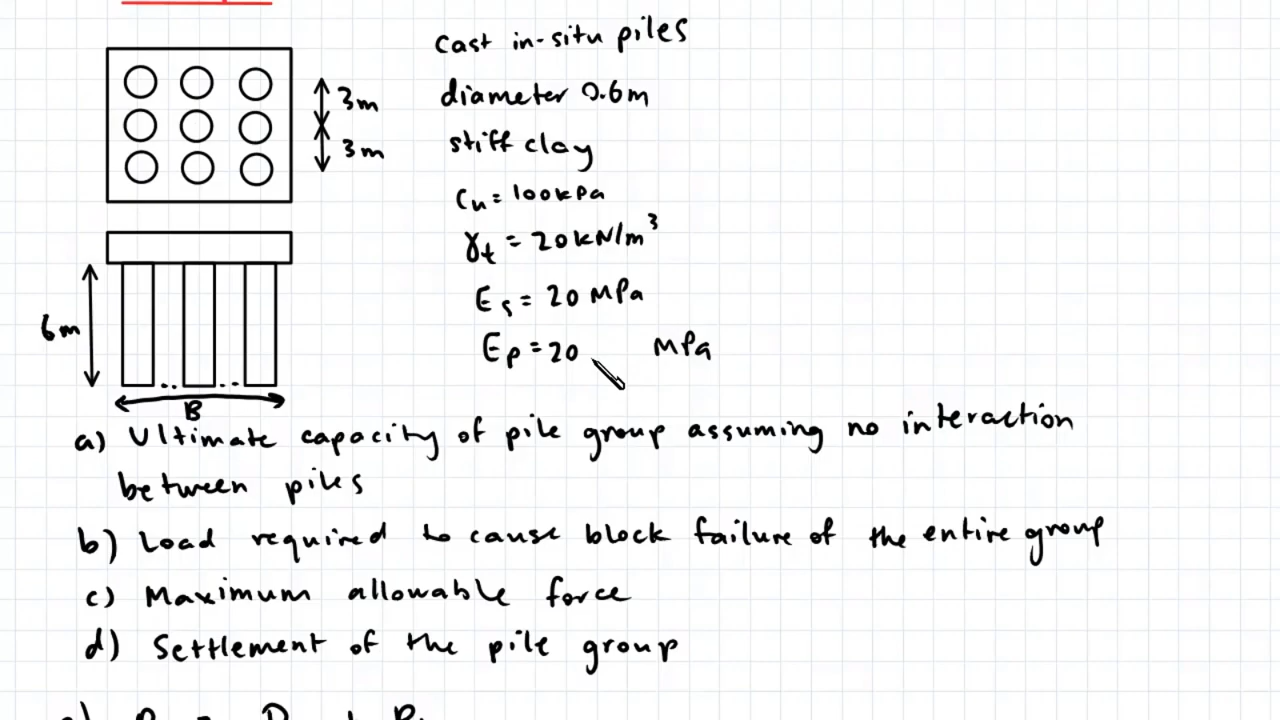 3m
3m
cast in-situ piles
diameter 0.6m
stiff clay
Cu = 100kPa
γt = 20kN/m³
Es = 20 MPa
Ep = 20 MPa
6m
B
a) Ultimate capacity of pile group assuming no interaction
between piles
b) Load required to cause block failure of the entire group
c) Maximum allowable force
d) Settlement of the pile group